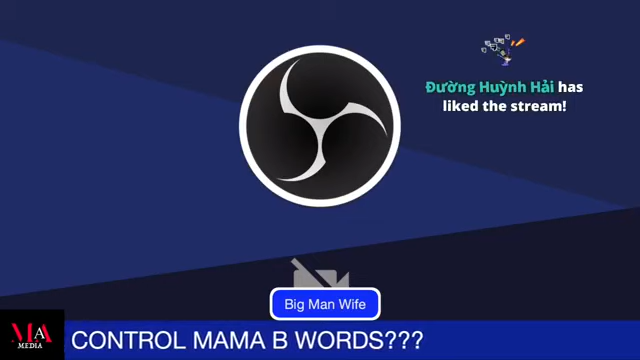 Đường Huỳnh Hải has
liked the stream!
Big Man Wife
MA
MEDIA
CONTROL MAMA B WORDS???